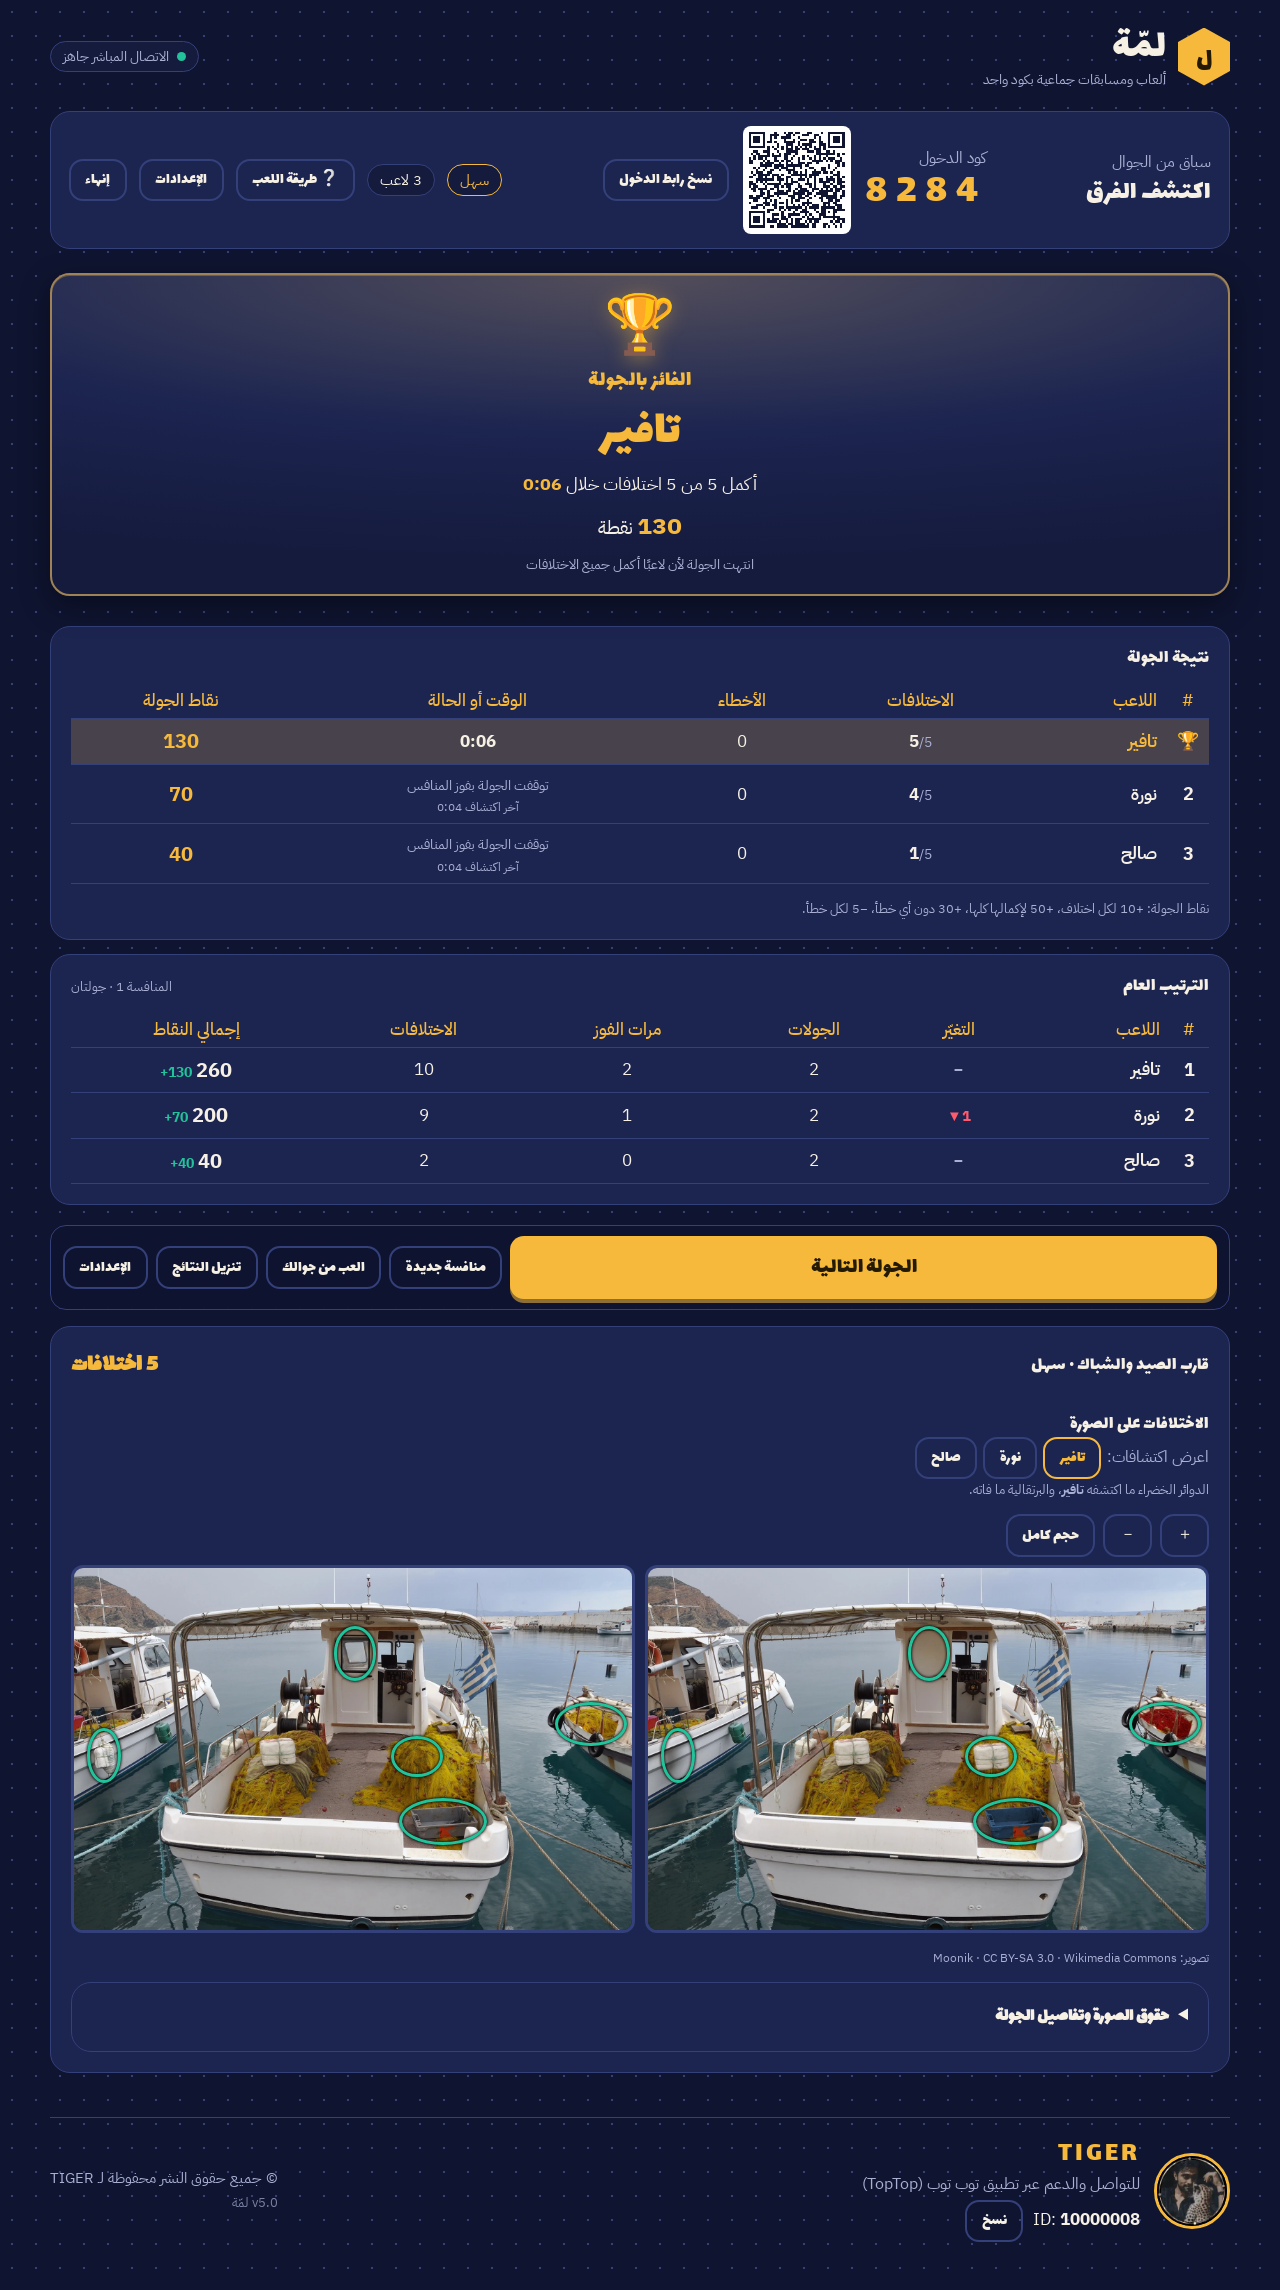 ل
لمّة
ألعاب ومسابقات جماعية بكود واحد
الاتصال المباشر جاهز
سباق من الجوال
اكتشف الفرق
كود الدخول
8284
نسخ رابط الدخول
سهل
3 لاعب
❔ طريقة اللعب
الإعدادات
إنهاء
🏆
الفائز بالجولة
تافير
أكمل 5 من 5 اختلافات خلال 0:06
130 نقطة
انتهت الجولة لأن لاعبًا أكمل جميع الاختلافات
نتيجة الجولة
# اللاعب الاختلافات الأخطاء الوقت أو الحالة نقاط الجولة
🏆 تافير 5/5 0 0:06 130
2 نورة 4/5 0 توقفت الجولة بفوز المنافس 70
آخر اكتشاف 0:04
3 صالح 1/5 0 توقفت الجولة بفوز المنافس 40
آخر اكتشاف 0:04
نقاط الجولة: +10 لكل اختلاف، +50 لإكمالها كلها، +30 دون أي خطأ، −5 لكل خطأ.
الترتيب العام
المنافسة 1 · جولتان
# اللاعب التغيّر الجولات مرات الفوز الاختلافات إجمالي النقاط
1 تافير – 2 2 10 260 +130
2 نورة ▼1 2 1 9 200 +70
3 صالح – 2 0 2 40 +40
الجولة التالية
منافسة جديدة
العب من جوالك
تنزيل النتائج
الإعدادات
قارب الصيد والشباك · سهل
5 اختلافات
الاختلافات على الصورة
اعرض اكتشافات: تافير نورة صالح
الدوائر الخضراء ما اكتشفه تافير، والبرتقالية ما فاته.
+ − حجم كامل
تصوير: Moonik · CC BY-SA 3.0 · Wikimedia Commons
◀ حقوق الصورة وتفاصيل الجولة
TIGER
للتواصل والدعم عبر تطبيق توب توب (TopTop)
ID: 10000008 نسخ
© جميع حقوق النشر محفوظة لـ TIGER
لمّة v5.0